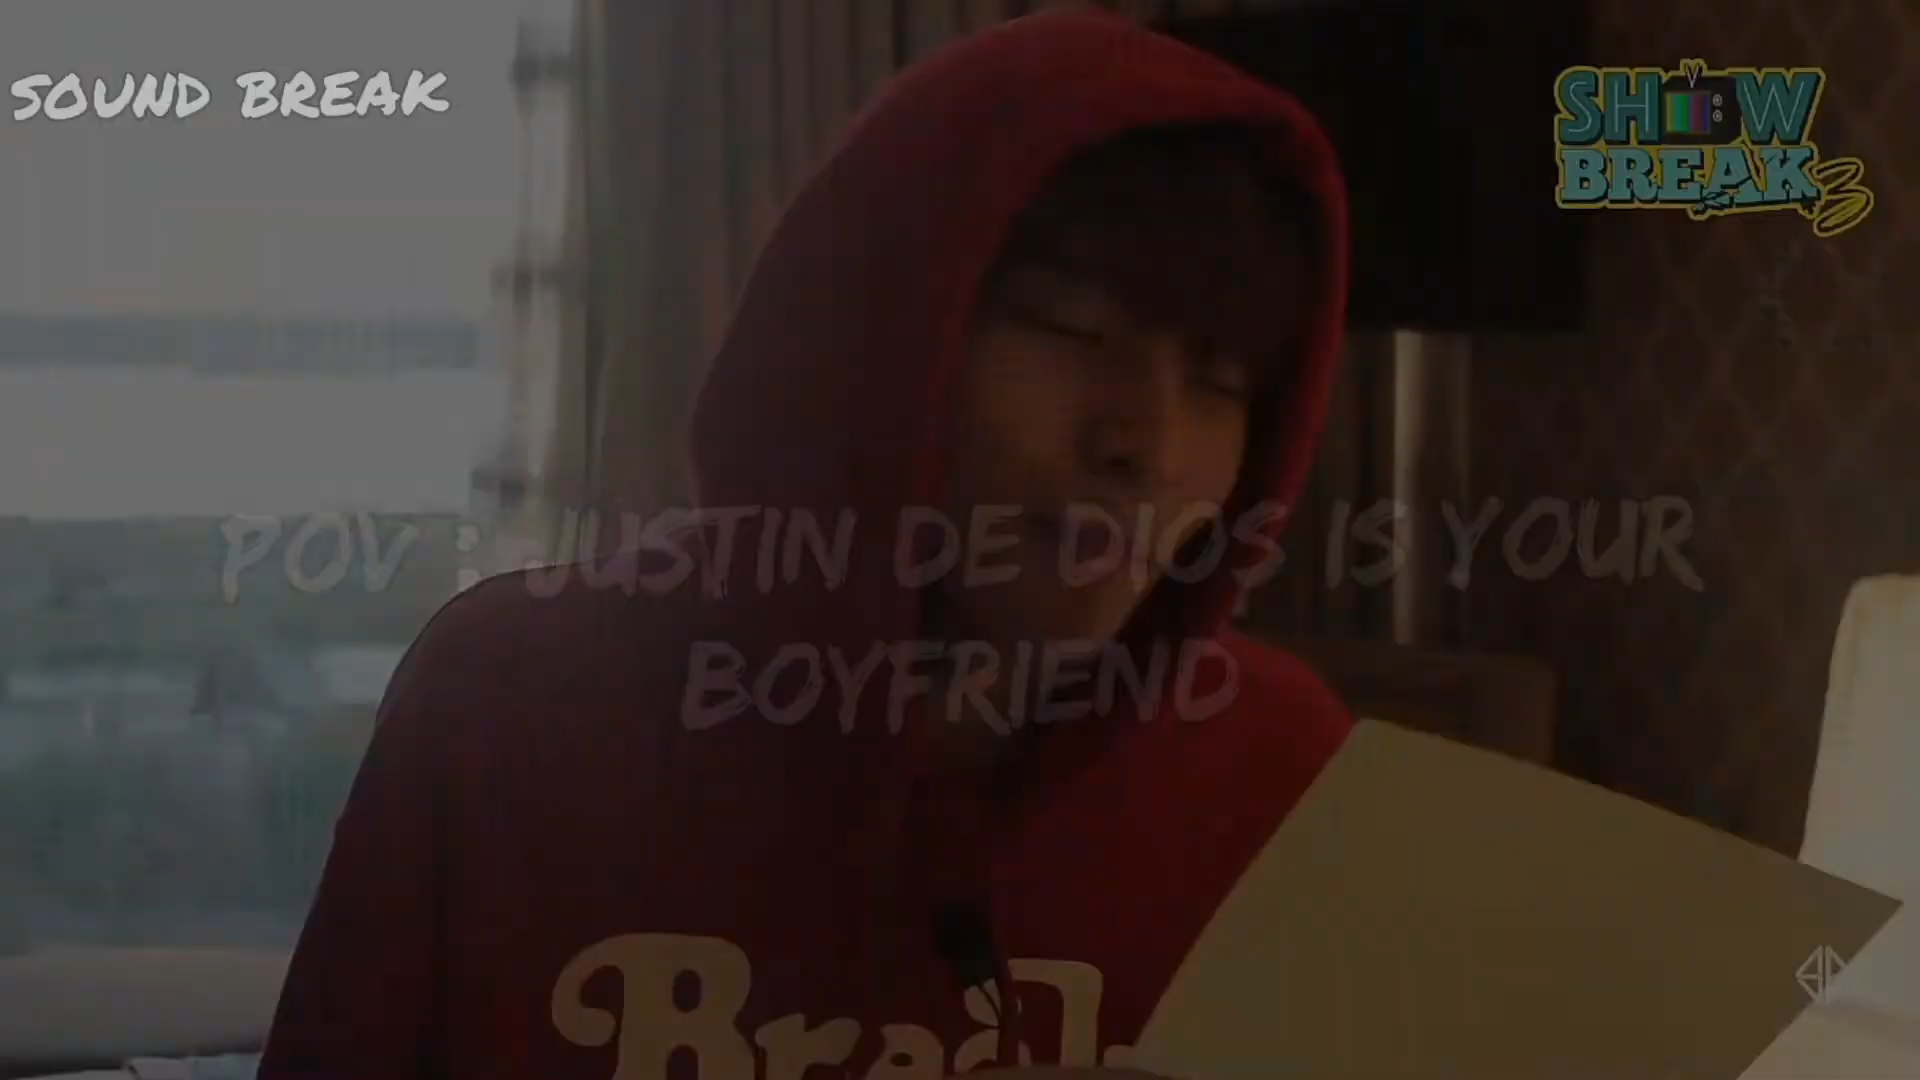 SOUND BREAK
SHOW
BREAK 3
POV : JUSTIN DE DIOS IS YOUR
BOYFRIEND